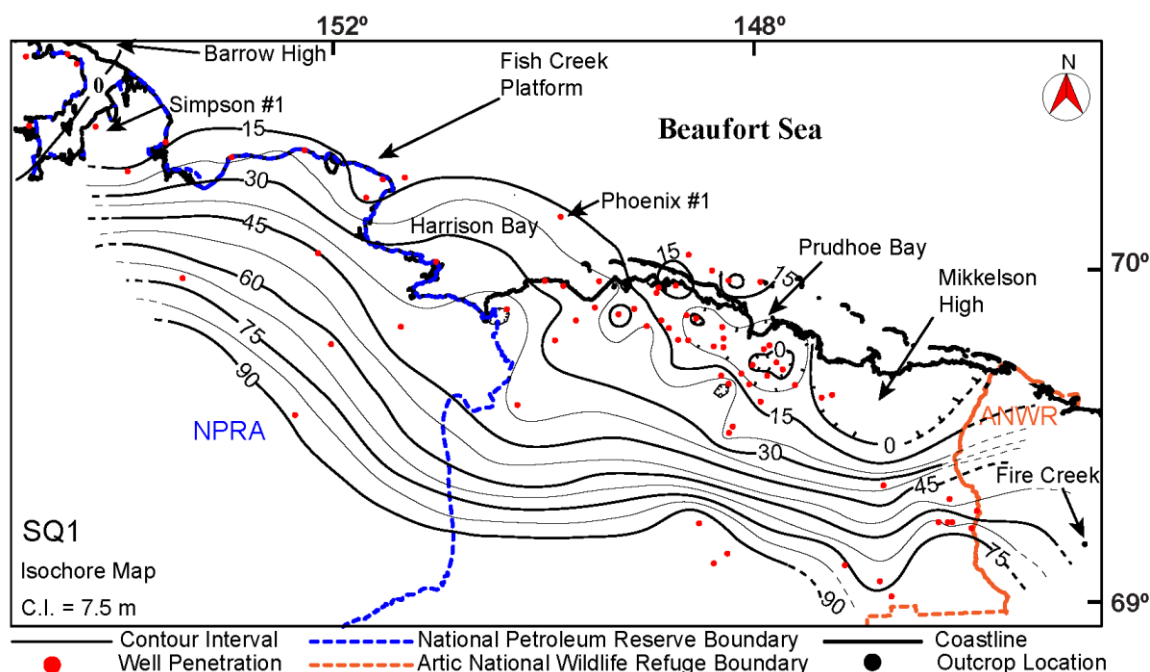 152º 148º
Barrow High
Fish Creek
Platform
N
0
Simpson #1
Beaufort Sea
15
30
Phoenix #1
45
Harrison Bay
15
15
Prudhoe Bay
70º
60
Mikkelson
High
75
0
90
15
NPRA
0
ANWR
30
45
Fire Creek
SQ1
75
Isochore Map
90
C.I. = 7.5 m
69º
Contour Interval National Petroleum Reserve Boundary Coastline
Well Penetration Artic National Wildlife Refuge Boundary Outcrop Location